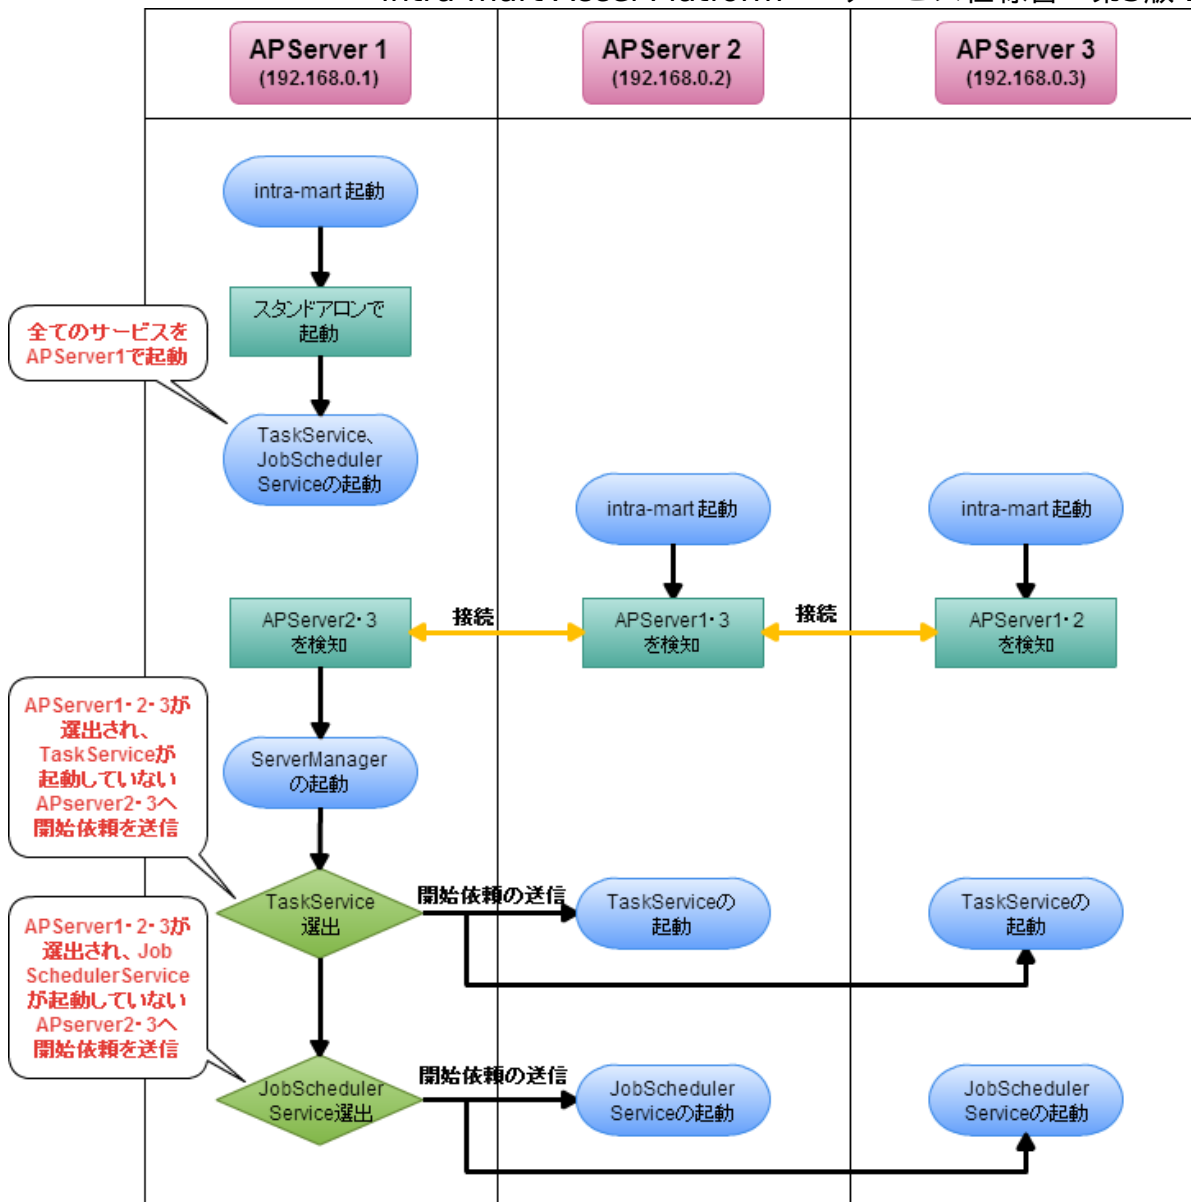 APServer 1
(192.168.0.1)
APServer 2
(192.168.0.2)
APServer 3
(192.168.0.3)
intra-mart 起動
スタンドアロンで
起動
全てのサービスを
APServer1で起動
TaskService、
JobScheduler
Serviceの起動
intra-mart 起動
intra-mart 起動
APServer2・3
を検知
接続
APServer1・3
を検知
接続
APServer1・2
を検知
APServer1・2・3が
選出され、
TaskServiceが
起動していない
APserver2・3へ
開始依頼を送信
ServerManager
の起動
TaskService
選出
開始依頼の送信
TaskServiceの
起動
TaskServiceの
起動
APServer1・2・3が
選出され、Job
SchedulerService
が起動していない
APserver2・3へ
開始依頼を送信
JobScheduler
Service選出
開始依頼の送信
JobScheduler
Serviceの起動
JobScheduler
Serviceの起動